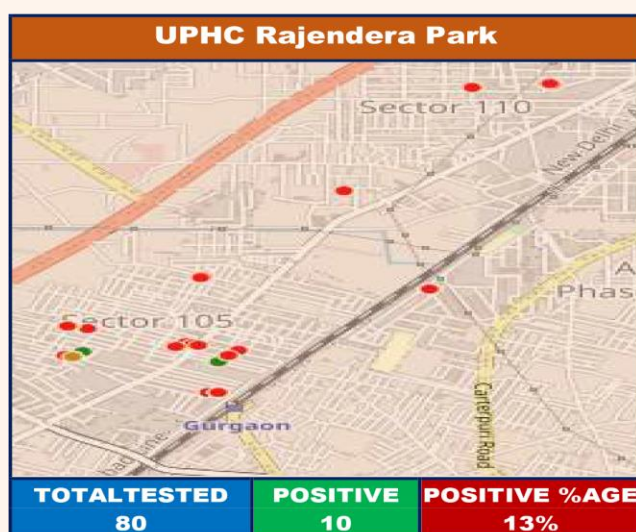 UPHC Rajendera Park
Sector 110
New Delhi
Phas
Sector 105
Carterpuri Road
Gurgaon
TOTALTESTED
POSITIVE
POSITIVE %AGE
80
10
13%